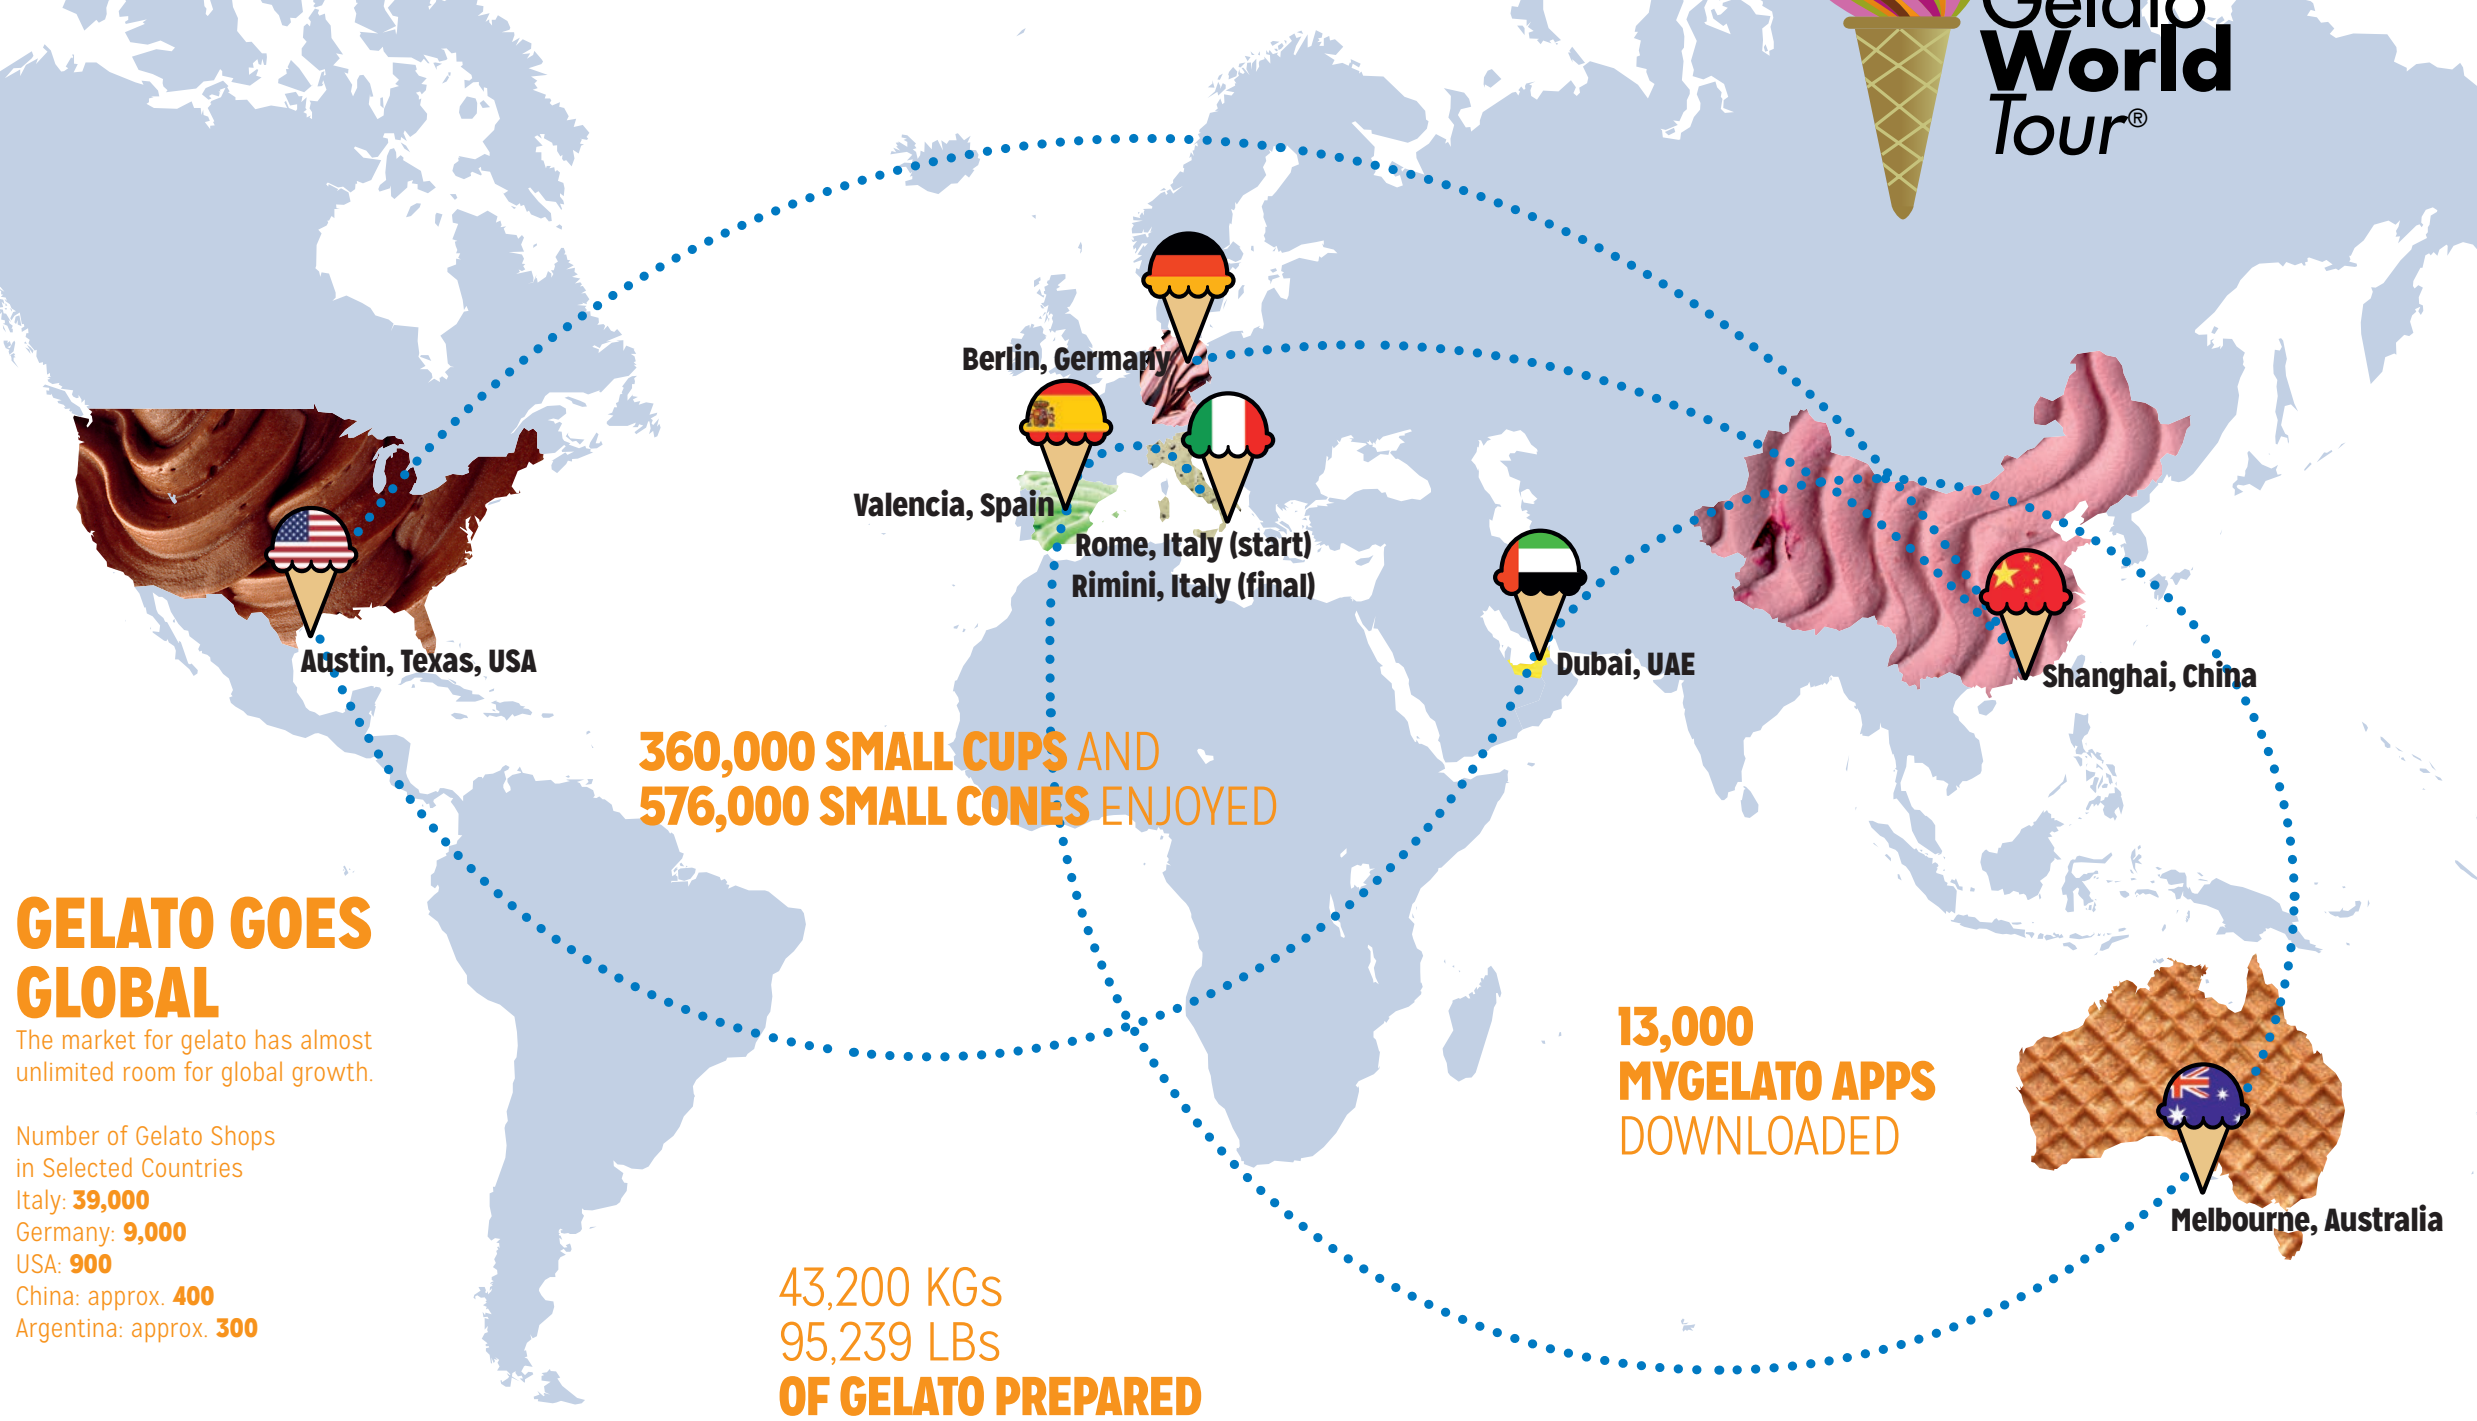 Gelato
World
Tour®
Berlin, Germany
Valencia, Spain
Rome, Italy (start)
Rimini, Italy (final)
Austin, Texas, USA
Dubai, UAE
Shanghai, China
360,000 SMALL CUPS AND
576,000 SMALL CONES ENJOYED
GELATO GOES
GLOBAL
The market for gelato has almost
unlimited room for global growth.
Number of Gelato Shops
in Selected Countries
Italy: 39,000
Germany: 9,000
USA: 900
China: approx. 400
Argentina: approx. 300
13,000
MYGELATO APPS
DOWNLOADED
Melbourne, Australia
43,200 KGs
95,239 LBs
OF GELATO PREPARED